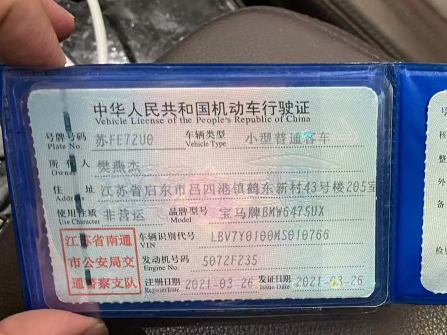 中华人民共和国机动车行驶证
Vehicle License of the People's Republic of China
号牌号码 苏FE72U0 车辆类型 小型普通客车
Plate No. Vehicle Type
所有人 樊燕杰
Owner
住址 江苏省启东市吕四港镇鹤东新村43号楼205室
Address
使用性质 非营运 品牌型号 宝马牌BMW6475UX
Use Character Model
江苏省南通 车辆识别代号 LBV7Y0100MS010766
VIN
市公安局交 发动机号码 5072F235
Engine No.
通警察支队 注册日期 2021-03-26 发证日期 2021-03-26
Register Date Issue Date